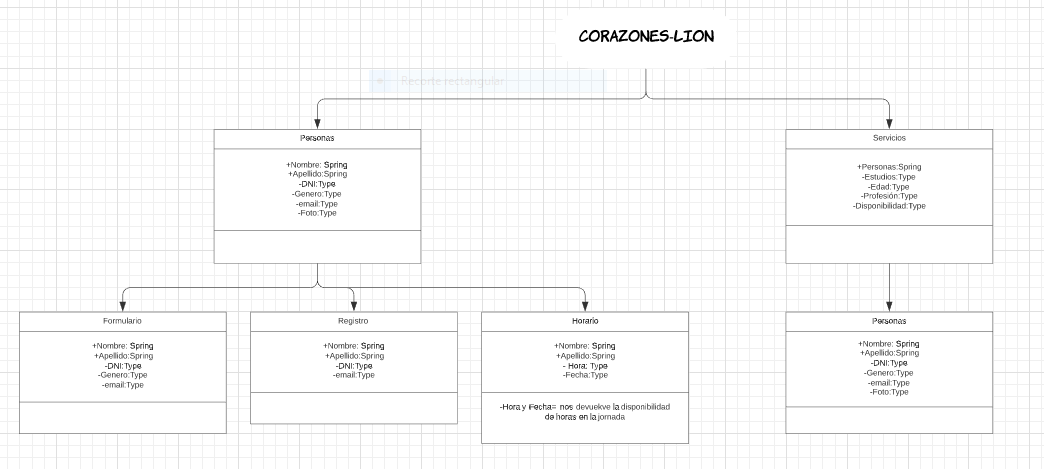 CORAZONES-LION
Recorte rectangular
Personas
+Nombre: Spring
+Apellido:Spring
-DNI:Type
-Genero:Type
-email:Type
-Foto:Type
Servicios
+Personas:Spring
-Estudios:Type
-Edad:Type
-Profesión:Type
-Disponibilidad:Type
Formulario
+Nombre: Spring
+Apellido:Spring
-DNI:Type
-Genero:Type
-email:Type
Registro
+Nombre: Spring
+Apellido:Spring
-DNI:Type
-email:Type
Horario
+Nombre: Spring
+Apellido:Spring
- Hora: Type
-Fecha:Type
-Hora y Fecha= nos devuekve la disponibilidad
de horas en la jornada
Personas
+Nombre: Spring
+Apellido:Spring
-DNI:Type
-Genero:Type
-email:Type
-Foto:Type